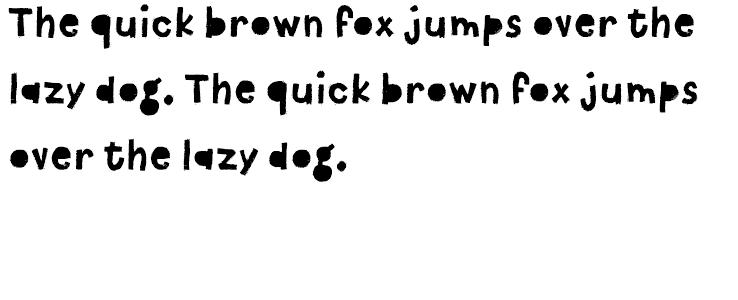 The quick brown fox jumps over the
lazy dog. The quick brown fox jumps
over the lazy dog.